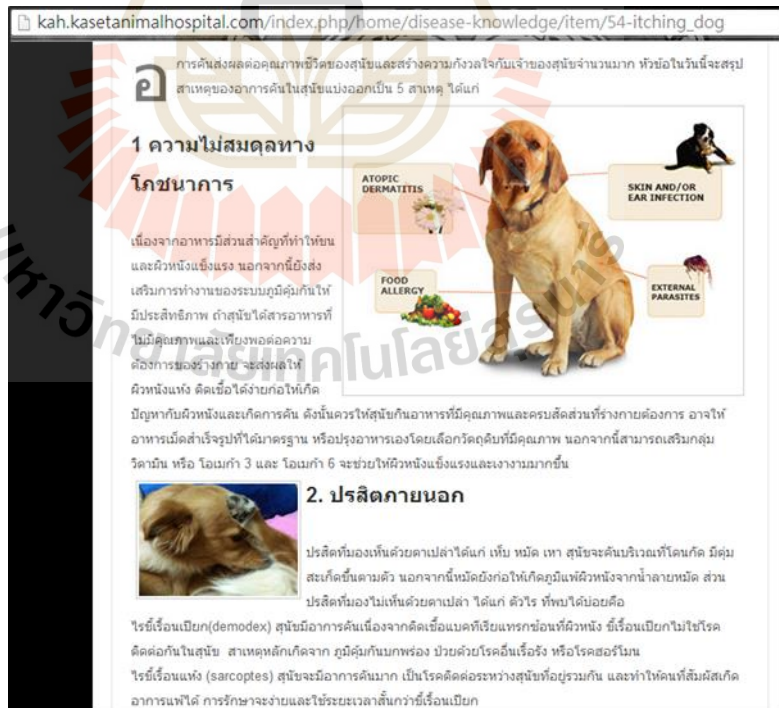 kah.kasetanimalhospital.com/index.php/home/disease-knowledge/item/54-itching_dog
อาการคันส่งผลต่อคุณภาพชีวิตของสุนัขและสร้างความกังวลใจกับเจ้าของสุนัขจำนวนมาก หัวข้อในวันนี้จะสรุป
สาเหตุของอาการคันในสุนัขแบ่งออกเป็น 5 สาเหตุ ได้แก่
1 ความไม่สมดุลทาง
โภชนาการ
เนื่องจากอาหารมีส่วนสำคัญที่ทำให้ขน
และผิวหนังแข็งแรง นอกจากนี้ยังส่ง
เสริมการทำงานของระบบภูมิคุ้มกันให้
มีประสิทธิภาพ ถ้าสุนัขได้สารอาหารที่
ไม่มีคุณภาพและเพียงพอต่อความ
ต้องการของร่างกาย จะส่งผลให้
ผิวหนังแห้ง ติดเชื้อได้ง่ายก่อให้เกิด
ATOPIC
DERMATITIS
SKIN AND/OR
EAR INFECTION
FOOD
ALLERGY
EXTERNAL
PARASITES
ปัญหากับผิวหนังและเกิดการคัน ดังนั้นควรให้สุนัขกินอาหารที่มีคุณภาพและครบสัดส่วนที่ร่างกายต้องการ อาจให้
อาหารเม็ดสำเร็จรูปที่ได้มาตรฐาน หรือปรุงอาหารเองโดยเลือกวัตถุดิบที่มีคุณภาพ นอกจากนี้สามารถเสริมกลุ่ม
วิตามิน หรือ โอเมก้า 3 และ โอเมก้า 6 จะช่วยให้ผิวหนังแข็งแรงและเงางามมากขึ้น
2. ปรสิตภายนอก
ปรสิตที่มองเห็นด้วยตาเปล่าได้แก่ เห็บ หมัด เหา สุนัขจะคันบริเวณที่โดนกัด มีตุ่ม
สะเก็ดขึ้นตามตัว นอกจากนี้หมัดยังก่อให้เกิดภูมิแพ้ผิวหนังจากน้ำลายหมัด ส่วน
ปรสิตที่มองไม่เห็นด้วยตาเปล่า ได้แก่ ตัวไร ที่พบได้บ่อยคือ
ไรขี้เรื้อนเปียก(demodex) สุนัขมีอาการคันเนื่องจากติดเชื้อแบคทีเรียแทรกซ้อนที่ผิวหนัง ขี้เรื้อนเปียกไม่ใช่โรค
ติดต่อกันในสุนัข สาเหตุหลักเกิดจาก ภูมิคุ้มกันบกพร่อง ป่วยด้วยโรคอื่นเรื้อรัง หรือโรคฮอร์โมน
ไรขี้เรื้อนแห้ง (sarcoptes) สุนัขจะมีอาการคันมาก เป็นโรคติดต่อระหว่างสุนัขที่อยู่รวมกัน และทำให้คนที่สัมผัสเกิด
อาการแพ้ได้ การรักษาจะง่ายและใช้ระยะเวลาสั้นกว่าขี้เรื้อนเปียก